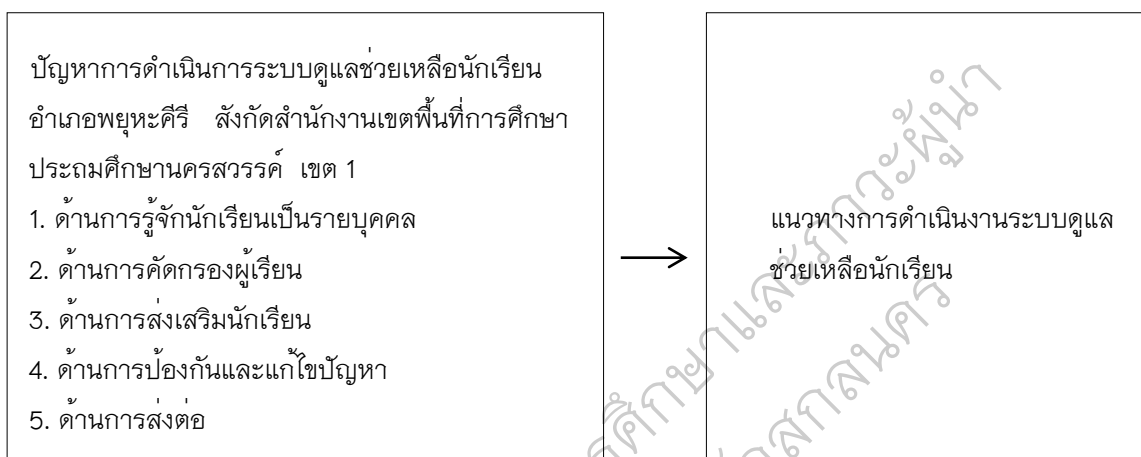 ปัญหาการดำเนินการระบบดูแลช่วยเหลือนักเรียน
อำเภอพยุหะคีรี สังกัดสำนักงานเขตพื้นที่การศึกษา
ประถมศึกษานครสวรรค์ เขต 1
1. ด้านการรู้จักนักเรียนเป็นรายบุคคล
2. ด้านการคัดกรองผู้เรียน
3. ด้านการส่งเสริมนักเรียน
4. ด้านการป้องกันและแก้ไขปัญหา
5. ด้านการส่งต่อ
แนวทางการดำเนินงานระบบดูแล
ช่วยเหลือนักเรียน